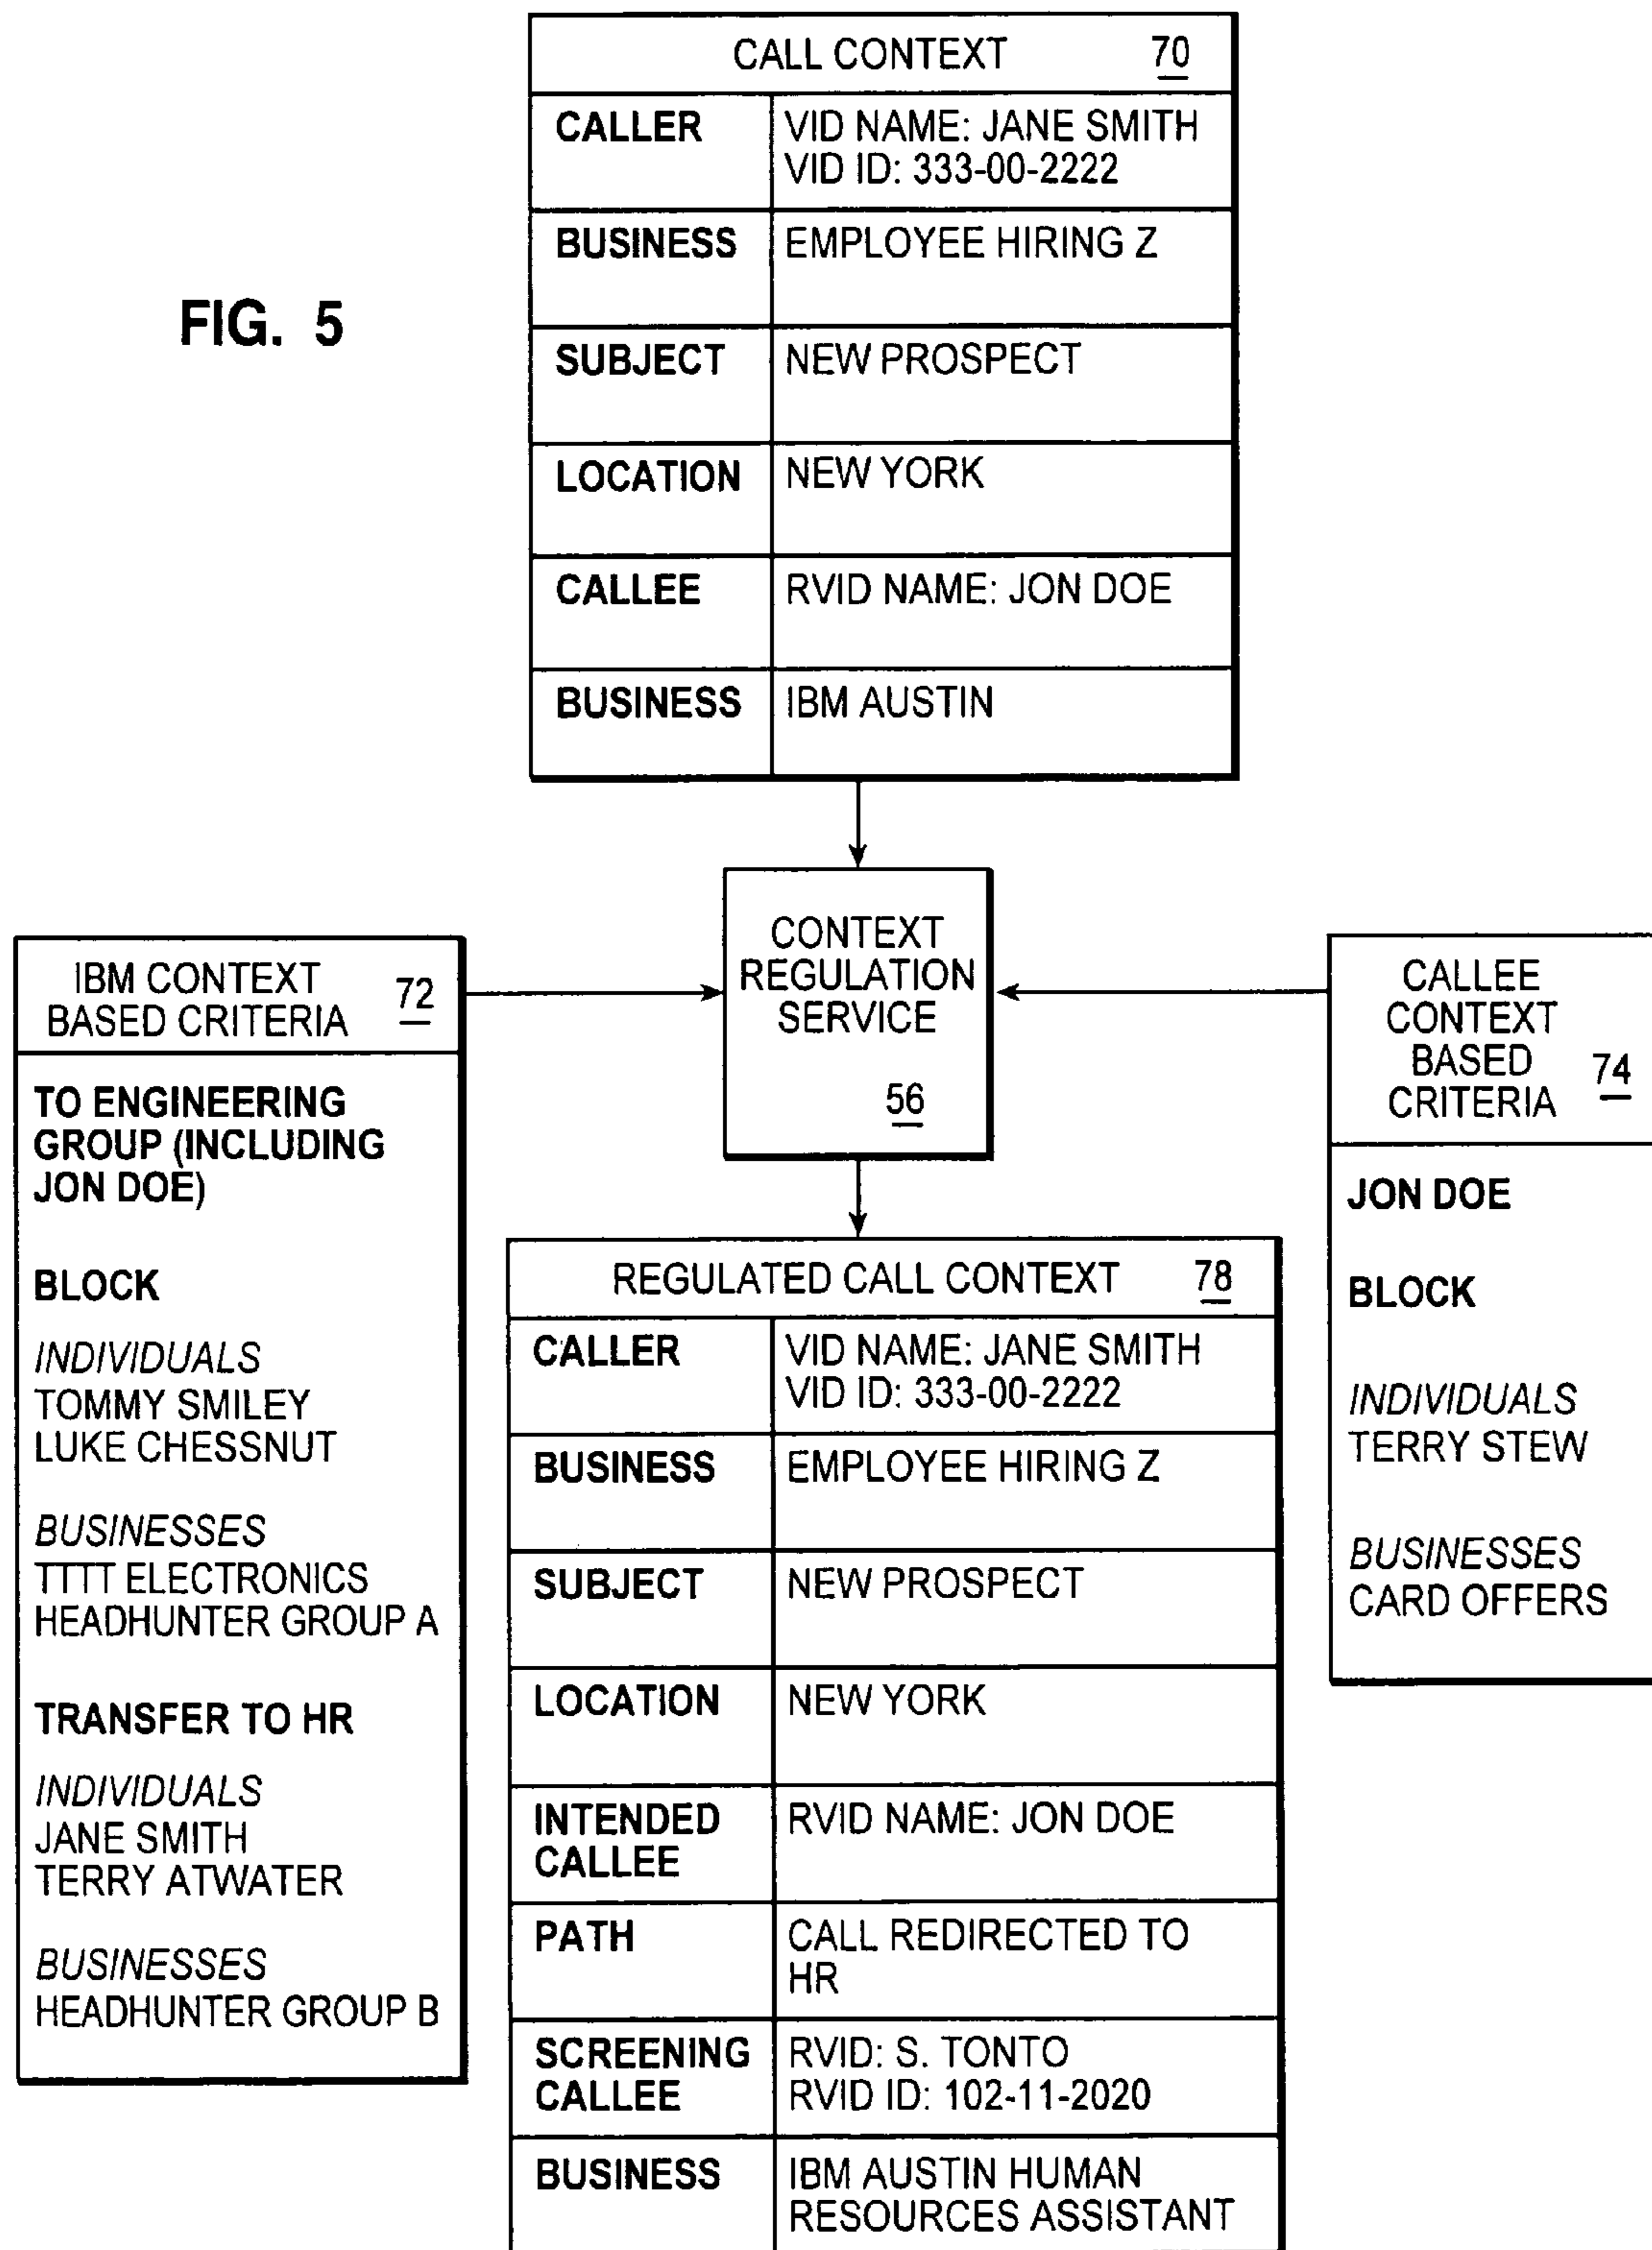 CALL CONTEXT 70
CALLER VID NAME: JANE SMITH
VID ID: 333-00-2222
BUSINESS EMPLOYEE HIRING Z
SUBJECT NEW PROSPECT
LOCATION NEW YORK
CALLEE RVID NAME: JON DOE
BUSINESS IBM AUSTIN
FIG. 5
CONTEXT
REGULATION
SERVICE
56
IBM CONTEXT
BASED CRITERIA 72
TO ENGINEERING
GROUP (INCLUDING
JON DOE)
BLOCK
INDIVIDUALS
TOMMY SMILEY
LUKE CHESSNUT
BUSINESSES
TTTT ELECTRONICS
HEADHUNTER GROUP A
TRANSFER TO HR
INDIVIDUALS
JANE SMITH
TERRY ATWATER
BUSINESSES
HEADHUNTER GROUP B
CALLEE
CONTEXT
BASED
CRITERIA 74
JON DOE
BLOCK
INDIVIDUALS
TERRY STEW
BUSINESSES
CARD OFFERS
REGULATED CALL CONTEXT 78
CALLER VID NAME: JANE SMITH
VID ID: 333-00-2222
BUSINESS EMPLOYEE HIRING Z
SUBJECT NEW PROSPECT
LOCATION NEW YORK
INTENDED RVID NAME: JON DOE
CALLEE
PATH CALL REDIRECTED TO
HR
SCREENING RVID: S. TONTO
CALLEE RVID ID: 102-11-2020
BUSINESS IBM AUSTIN HUMAN
RESOURCES ASSISTANT